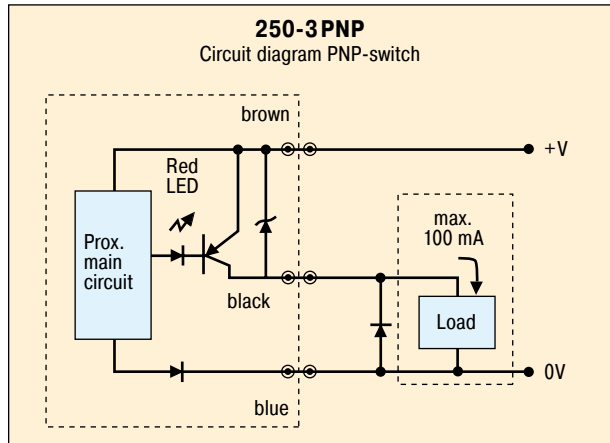 250-3 PNP
Circuit diagram PNP-switch
brown
+V
Red
LED
Prox.
main
circuit
max.
100 mA
black
Load
0V
blue